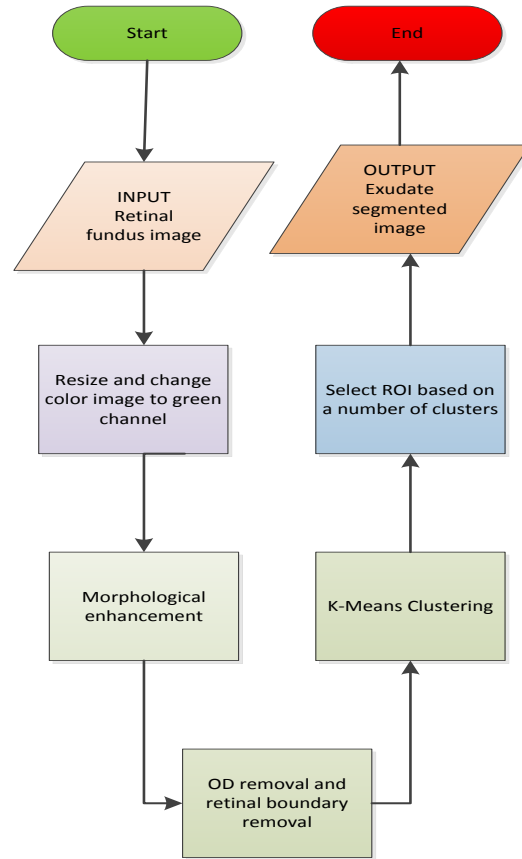 Start
INPUT
Retinal
fundus image
Resize and change
color image to green
channel
Morphological
enhancement
OD removal and
retinal boundary
removal
K-Means Clustering
Select ROI based on
a number of clusters
OUTPUT
Exudate
segmented
image
End